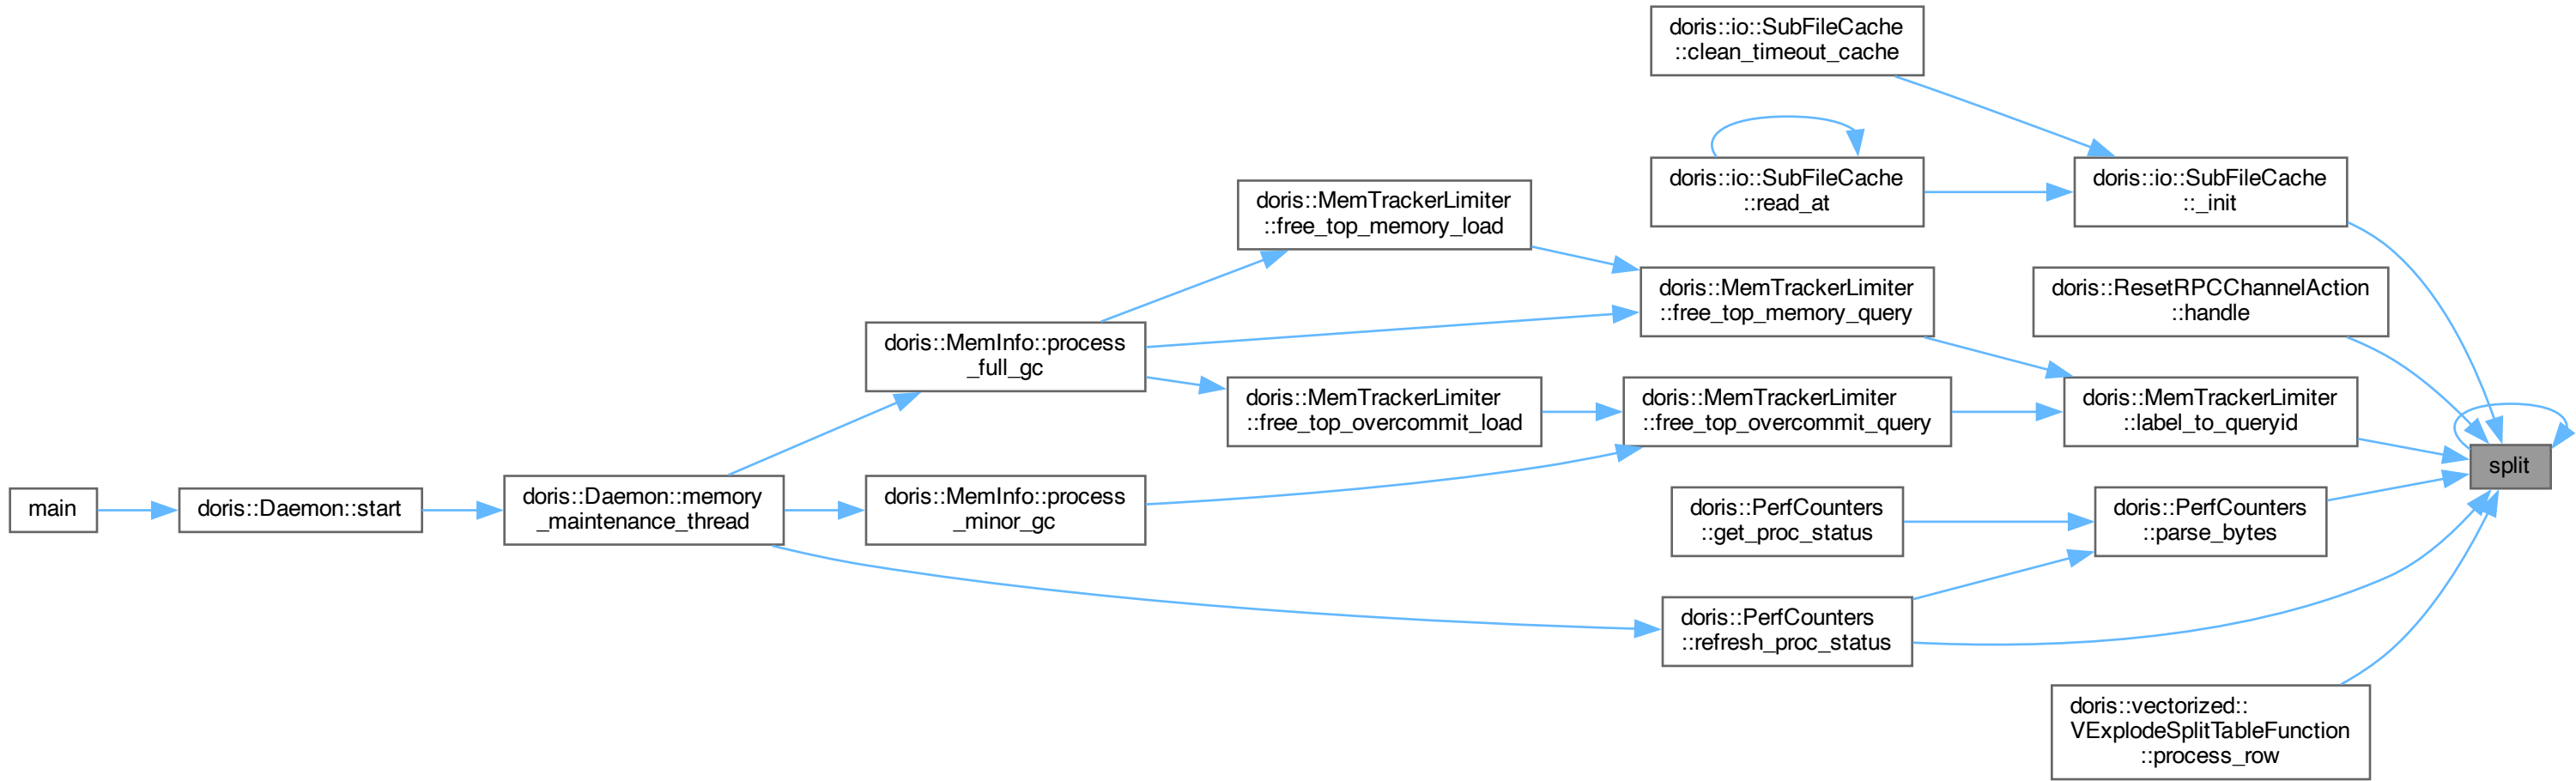 doris::io::SubFileCache
::clean_timeout_cache
doris::io::SubFileCache
::read_at
doris::io::SubFileCache
::_init
doris::MemTrackerLimiter
::free_top_memory_load
doris::MemTrackerLimiter
::free_top_memory_query
doris::ResetRPCChannelAction
::handle
doris::MemInfo::process
_full_gc
doris::MemTrackerLimiter
::free_top_overcommit_load
doris::MemTrackerLimiter
::free_top_overcommit_query
doris::MemTrackerLimiter
::label_to_queryid
split
main
doris::Daemon::start
doris::Daemon::memory
_maintenance_thread
doris::MemInfo::process
_minor_gc
doris::PerfCounters
::get_proc_status
doris::PerfCounters
::parse_bytes
doris::PerfCounters
::refresh_proc_status
doris::vectorized::
VExplodeSplitTableFunction
::process_row